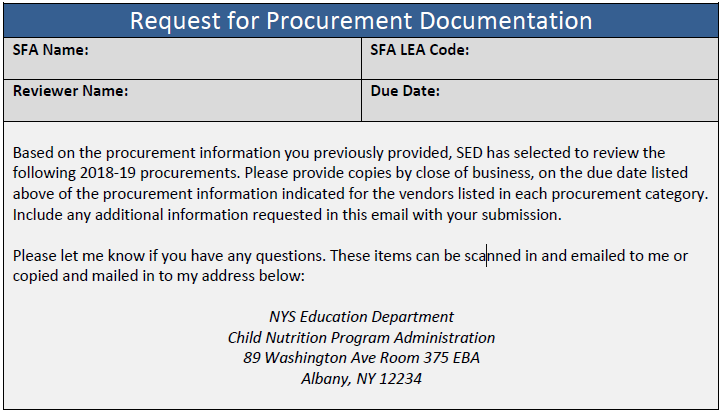 Request for Procurement Documentation
SFA Name:
SFA LEA Code:
Reviewer Name:
Due Date:
Based on the procurement information you previously provided, SED has selected to review the
following 2018-19 procurements. Please provide copies by close of business, on the due date listed
above of the procurement information indicated for the vendors listed in each procurement category.
Include any additional information requested in this email with your submission.
Please let me know if you have any questions. These items can be scanned in and emailed to me or
copied and mailed in to my address below:
NYS Education Department
Child Nutrition Program Administration
89 Washington Ave Room 375 EBA
Albany, NY 12234